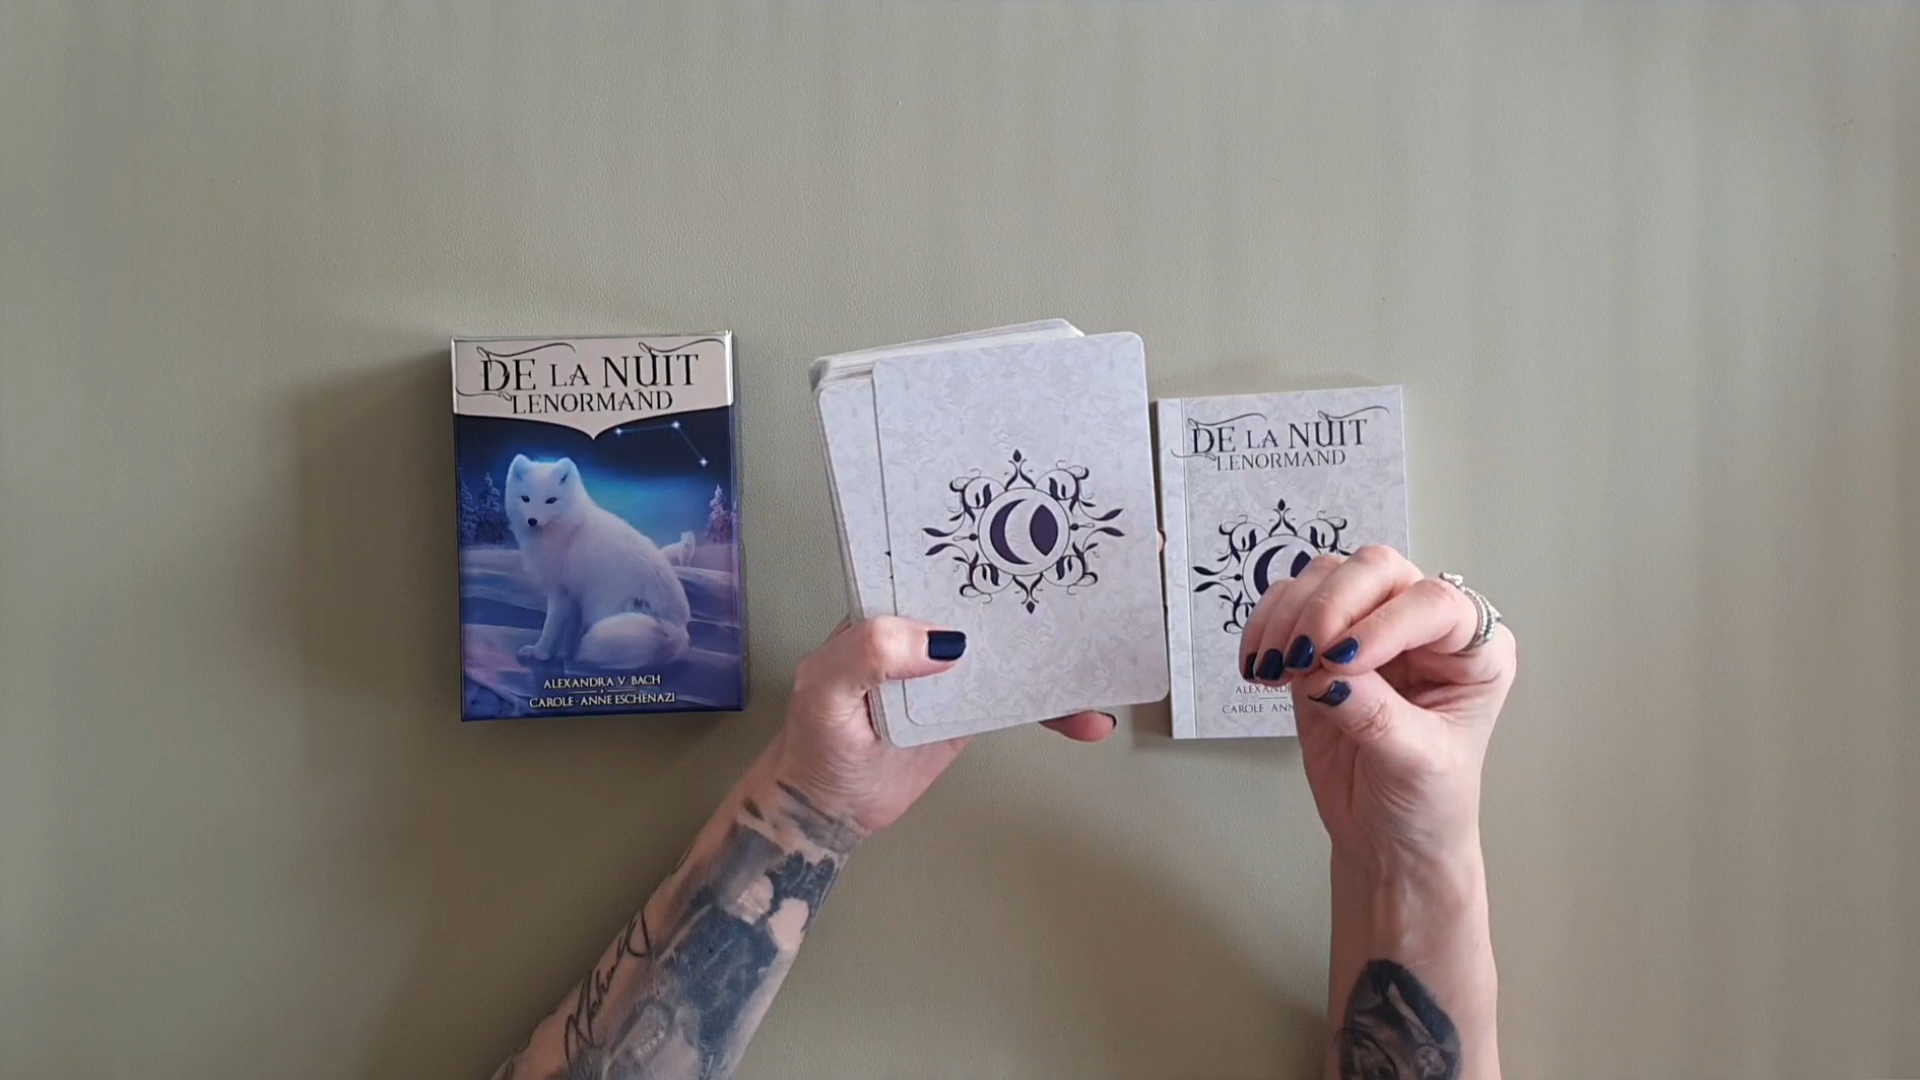 DE LA NUIT
LENORMAND
ALEXANDRA V. BACH
CAROLE-ANNE ESCHENAZI
DE LA NUIT
LENORMAND